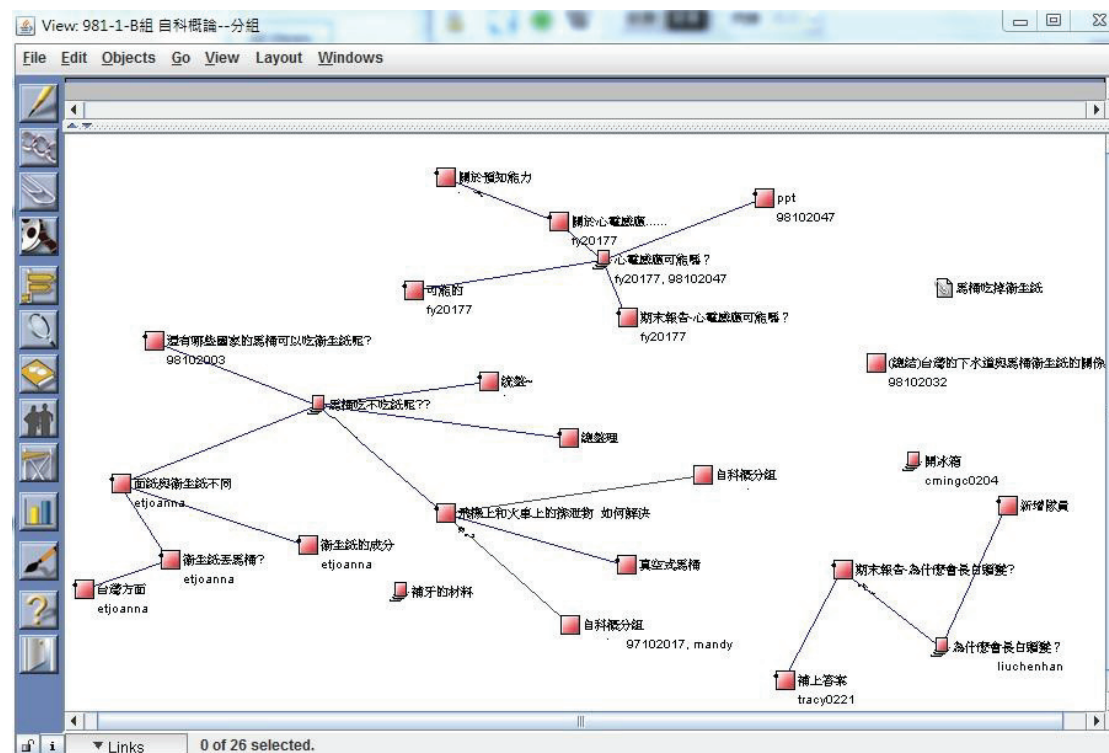 View: 981-1-B組 自科概論--分組
File Edit Objects Go View Layout Windows
關於預知能力
ppt
98102047
關於心電感應......
fy20177
心電感應可能嗎？
fy20177, 98102047
可能的
fy20177
馬桶吃掉衛生紙
期末報告-心電感應可能嗎？
fy20177
還有哪些國家的馬桶可以吃衛生紙呢?
98102003
(總結)台灣的下水道與馬桶衛生紙的關係
98102032
統整~
馬桶吃不吃紙呢??
總整理
開冰箱
cmingc0204
自科概分組
面紙與衛生紙不同
etjoanna
新增隊員
飛機上和火車上的排泄物 如何解決
衛生紙的成分
etjoanna
衛生紙丟馬桶?
etjoanna
真空式馬桶
期末報告-為什麼會長白頭髮?
台灣方面
etjoanna
補牙的材料
自科概分組
97102017, mandy
為什麼會長白頭髮？
liuchenhan
補上答案
tracy0221
Links
0 of 26 selected.